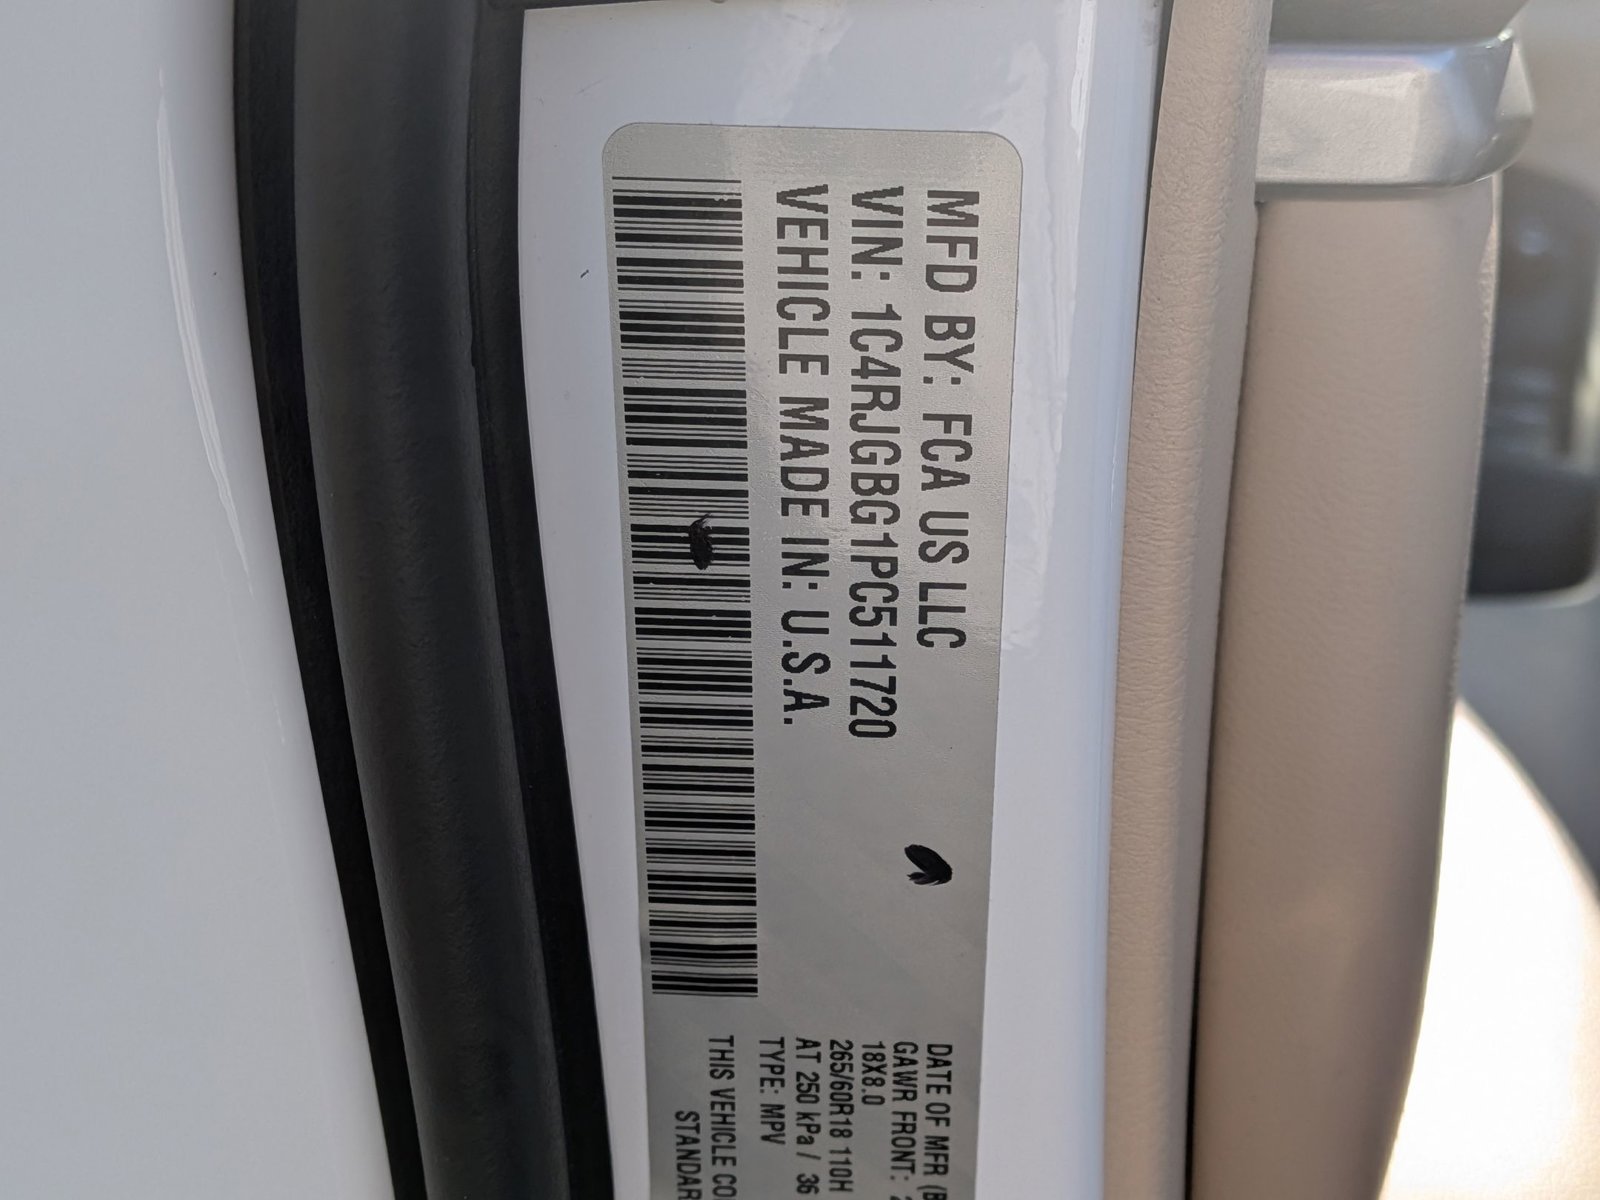 MFD BY: FCA US LLC
VIN: 1C4RJGBG1PC511720
VEHICLE MADE IN: U.S.A.
DATE OF MFR (B
GAWR FRONT: 2
18X8.0
265/60R18 110H
AT 250 kPa / 36
TYPE: MPV
THIS VEHICLE CO
STANDAR